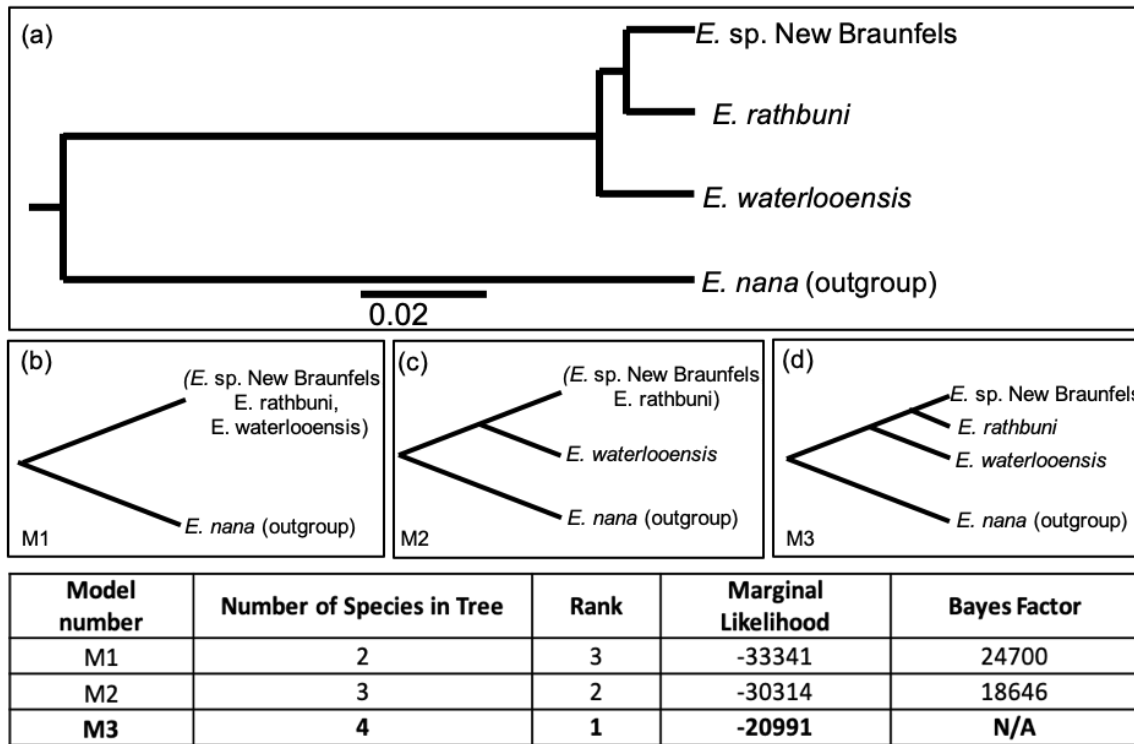 (a)
E. sp. New Braunfels
E. rathbuni
E. waterlooensis
E. nana (outgroup)
0.02
(b)
(E. sp. New Braunfels
E. rathbuni,
E. waterlooensis)
E. nana (outgroup)
M1
(c)
(E. sp. New Braunfels
E. rathbuni)
E. waterlooensis
E. nana (outgroup)
M2
(d)
E. sp. New Braunfels
E. rathbuni
E. waterlooensis
E. nana (outgroup)
M3
Model number Number of Species in Tree Rank Marginal Likelihood Bayes Factor
M1 2 3 -33341 24700
M2 3 2 -30314 18646
M3 4 1 -20991 N/A